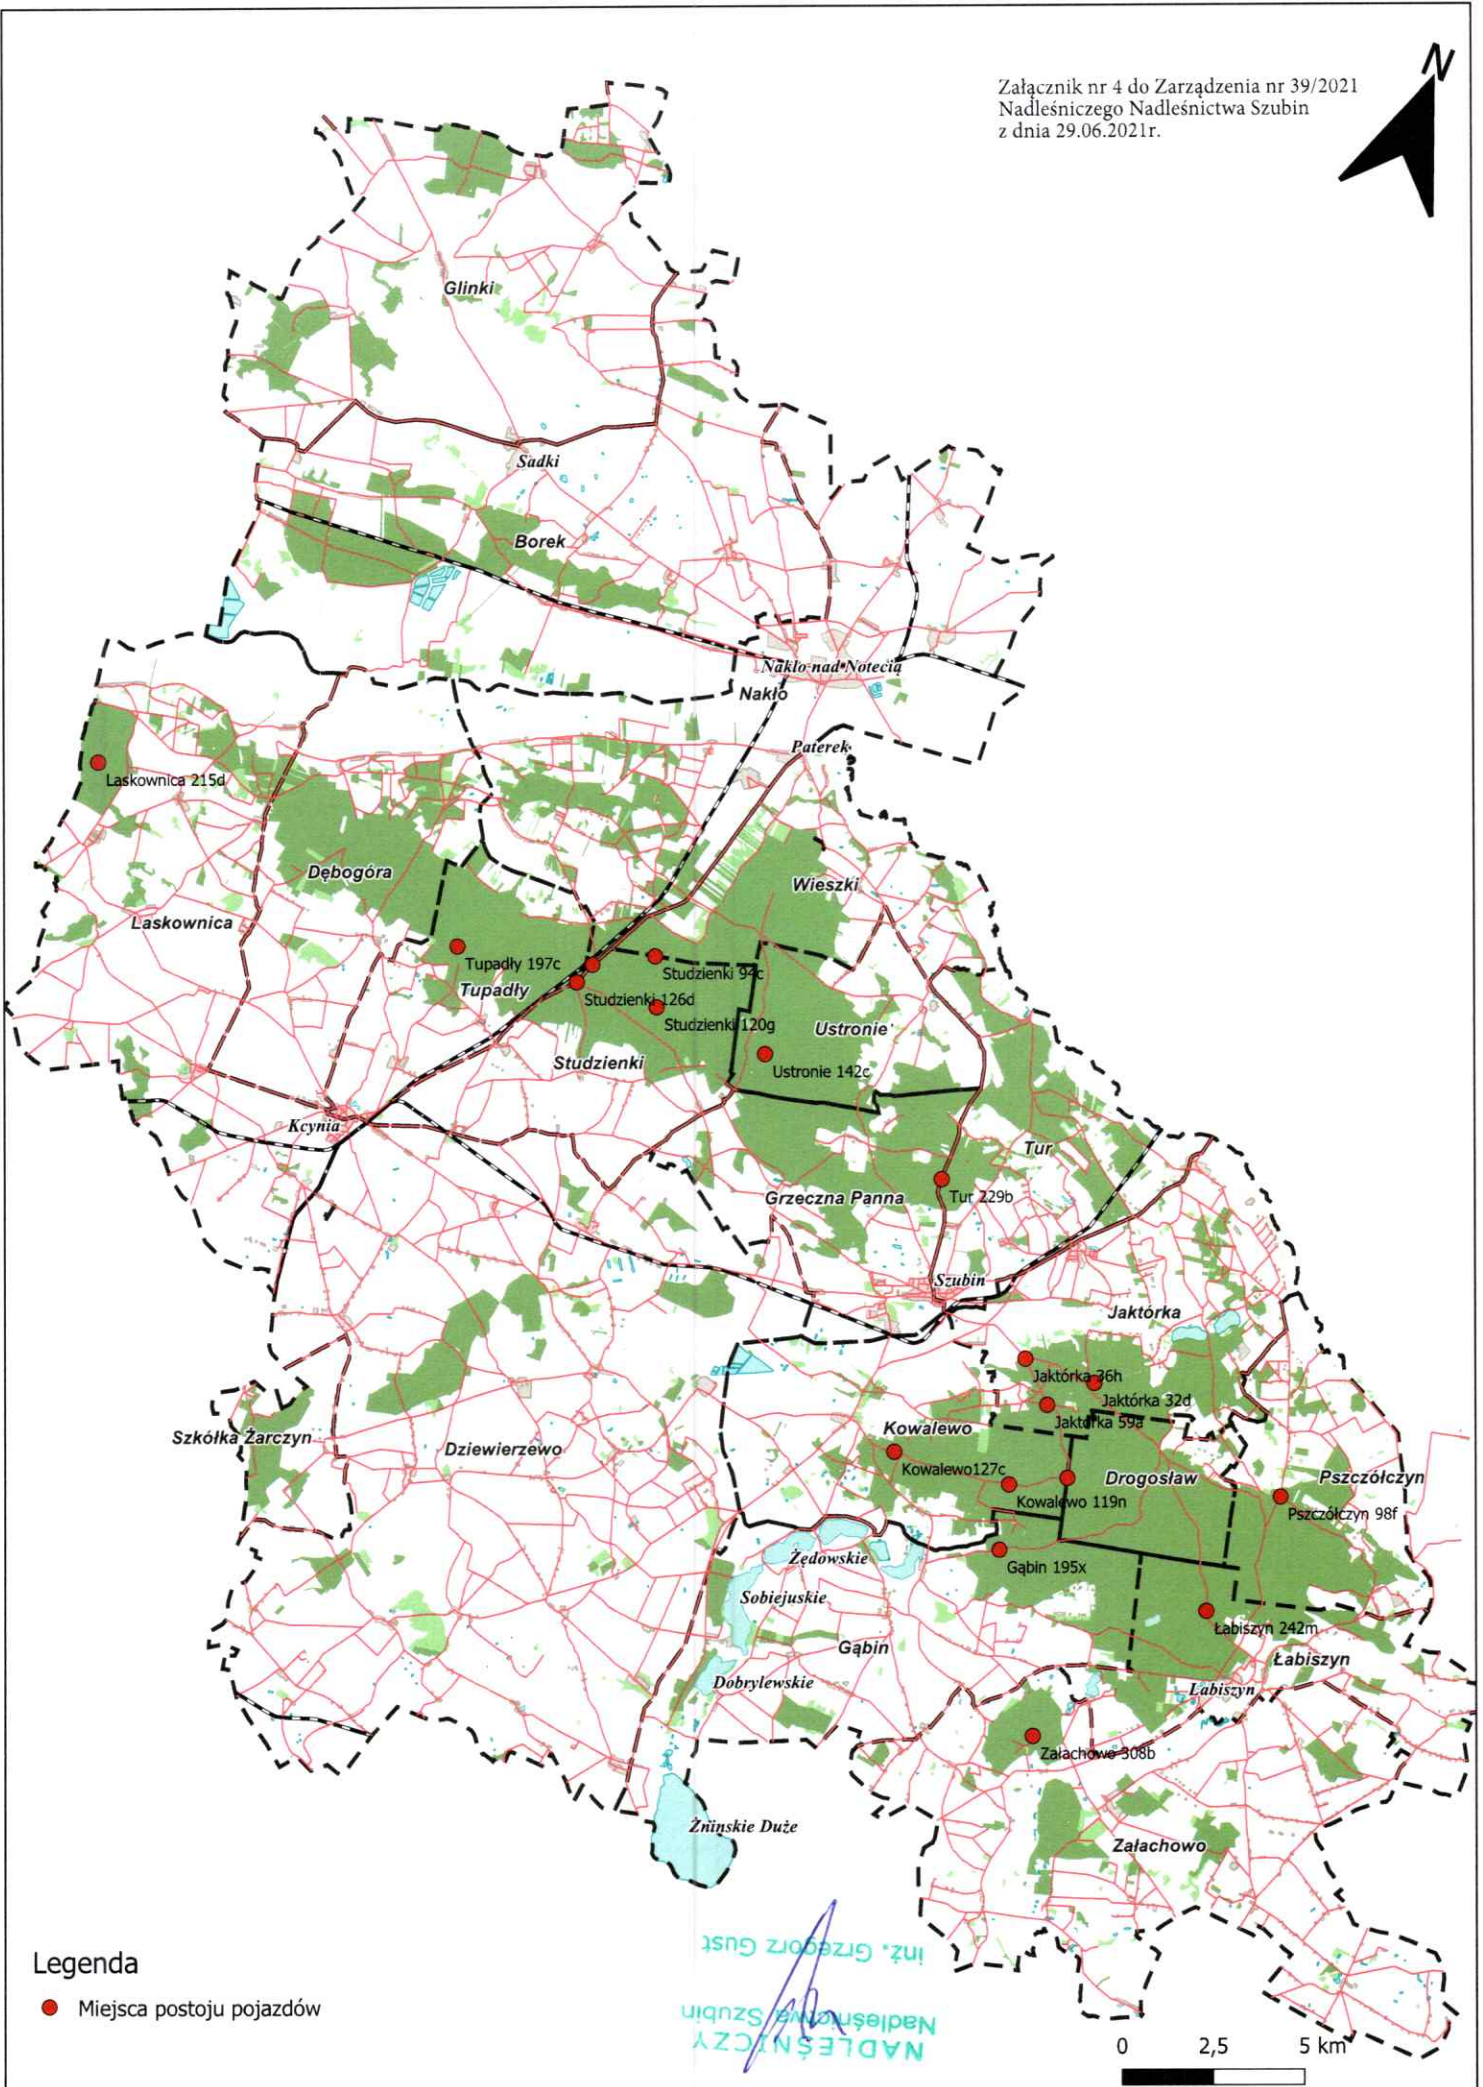 Załącznik nr 4 do Zarządzenia nr 39/2021
Nadleśniczego Nadleśnictwa Szubin
z dnia 29.06.2021r.
N
Glinki
Sadki
Borek
Nakło nad Notecią
Nakło
Paterek
Laskownica 215d
Dębogóra
Wieszki
Laskownica
Tupadły 197c
Studzienki 94c
Tupadły
Studzienki 126d
Studzienki 120g
Ustronie
Studzienki
Ustronie 142c
Kcynia
Tur
Grzeczna Panna
Tur 229b
Szubin
Jaktórka
Jaktórka 36h
Jaktórka 32d
Jaktórka 59a
Kowalewo
Szkółka Żarczyn
Dziewierzewo
Kowalewo127c
Drogosław
Pszczółczyn
Kowalewo 119n
Pszczółczyn 98f
Żędowskie
Gąbin 195x
Sobiejuskie
Łabiszyn 242m
Gąbin
Łabiszyn
Dobrylewskie
Łabiszyn
Załachowo 308b
Żnińskie Duże
Załachowo
Legenda
Miejsca postoju pojazdów
NADLEŚNICZY
Nadleśnictwa Szubin
inż. Grzegorz Gust
0 2,5 5 km